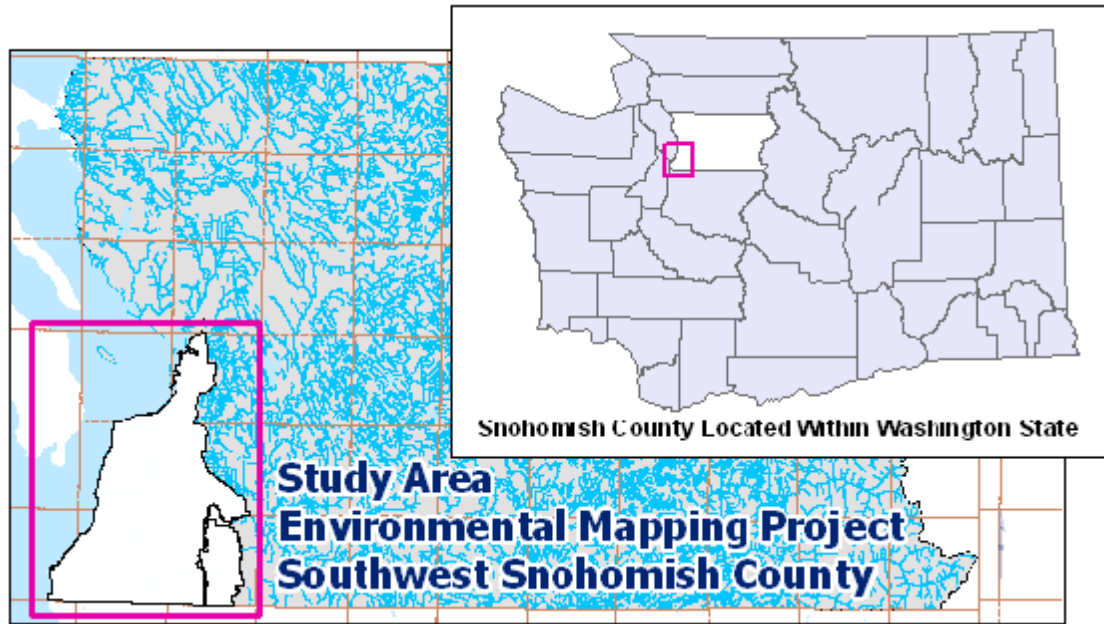 Snohomish County Located Within Washington State
Study Area
Environmental Mapping Project
Southwest Snohomish County